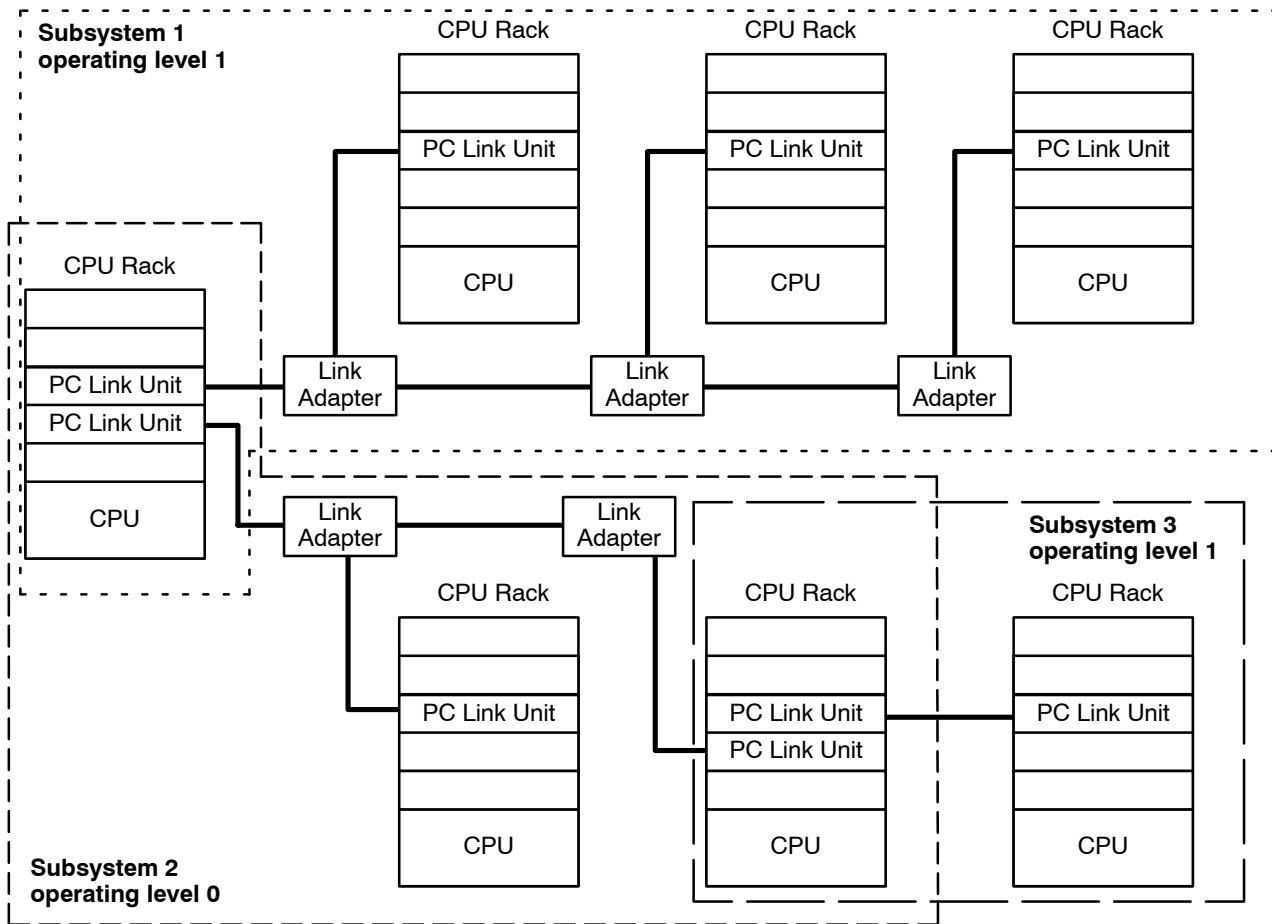 Subsystem 1
operating level 1
CPU Rack
CPU Rack
CPU Rack
PC Link Unit
PC Link Unit
PC Link Unit
CPU
CPU
CPU
CPU Rack
PC Link Unit
PC Link Unit
CPU
Link
Adapter
Link
Adapter
Link
Adapter
Link
Adapter
Link
Adapter
Subsystem 3
operating level 1
CPU Rack
CPU Rack
CPU Rack
PC Link Unit
PC Link Unit
PC Link Unit
PC Link Unit
CPU
CPU
CPU
Subsystem 2
operating level 0